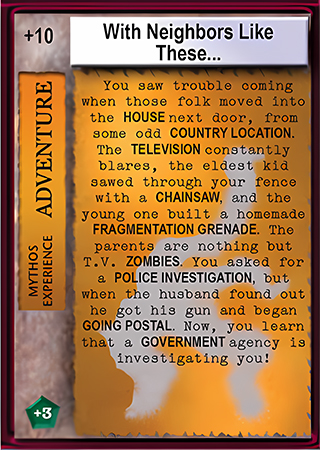 +10
With Neighbors Like
These...
MYTHOS
EXPERIENCE
ADVENTURE
You saw trouble coming
when those folk moved into
the HOUSE next door, from
some odd COUNTRY LOCATION.
The TELEVISION constantly
blares, the eldest kid
sawed through your fence
with a CHAINSAW, and the
young one built a homemade
FRAGMENTATION GRENADE. The
parents are nothing but
T.V. ZOMBIES. You asked for
a POLICE INVESTIGATION, but
when the husband found out
he got his gun and began
GOING POSTAL. Now, you learn
that a GOVERNMENT agency is
investigating you!
+3